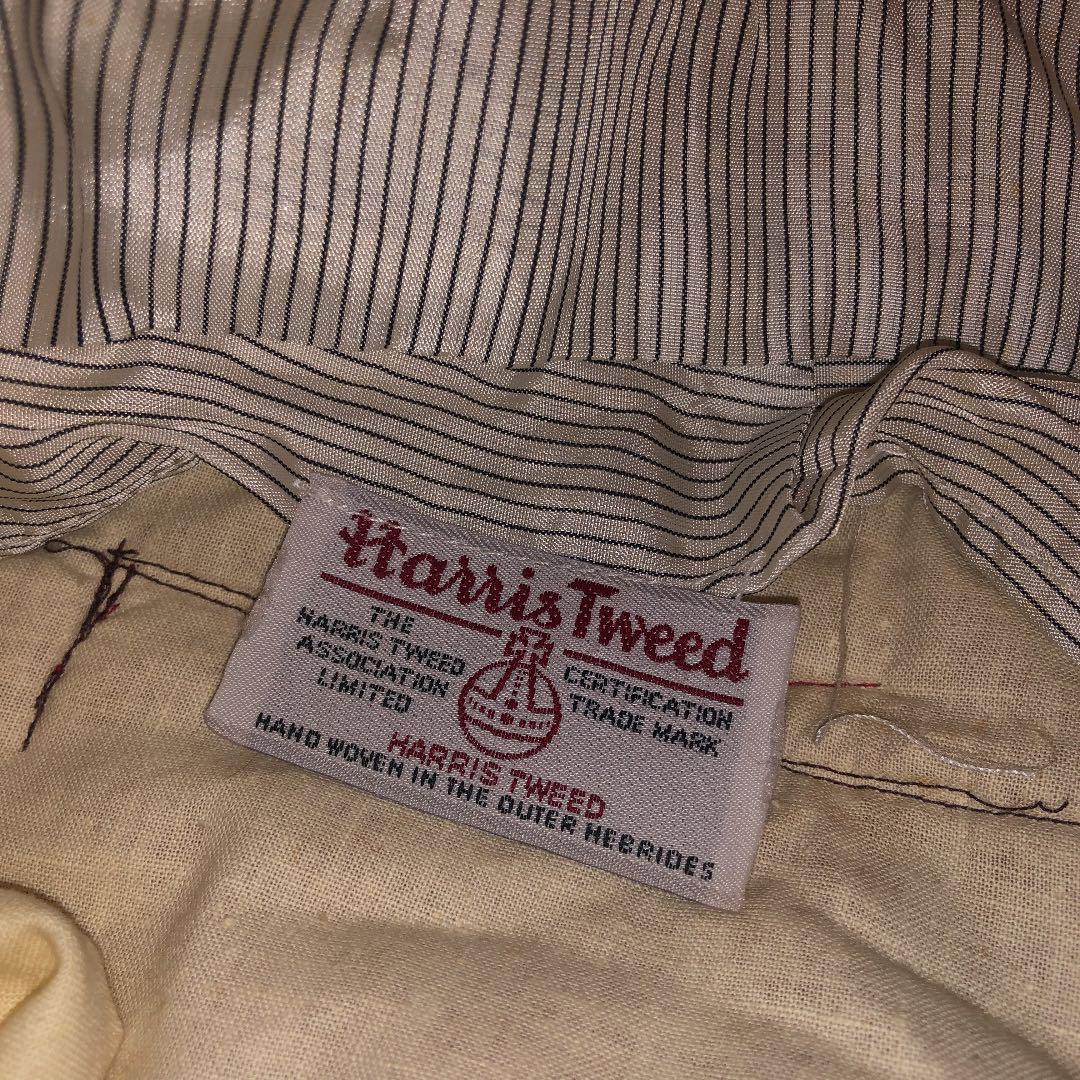 Harris Tweed
THE
HARRIS TWEED
ASSOCIATION
LIMITED
CERTIFICATION
TRADE MARK
HARRIS TWEED
HAND WOVEN IN THE OUTER HEBRIDES